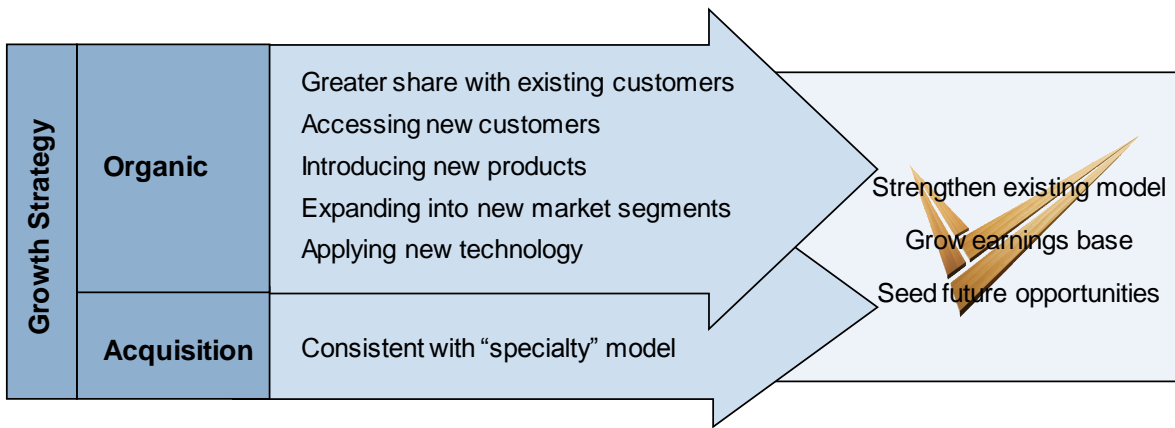 Growth Strategy
Organic
Greater share with existing customers
Accessing new customers
Introducing new products
Expanding into new market segments
Applying new technology
Acquisition
Consistent with “specialty” model
Strengthen existing model
Grow earnings base
Seed future opportunities